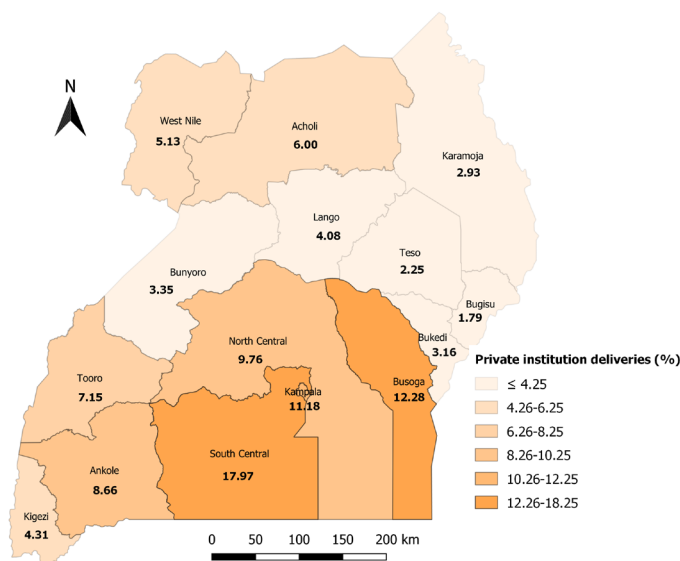 N
West Nile
5.13
Acholi
6.00
Karamoja
2.93
Lango
4.08
Teso
2.25
Bunyoro
3.35
Bugisu
1.79
Bukedi
3.16
North Central
9.76
Tooro
7.15
Kampala
11.18
Busoga
12.28
South Central
17.97
Ankole
8.66
Kigezi
4.31
Private institution deliveries (%)
≤ 4.25
4.26-6.25
6.26-8.25
8.26-10.25
10.26-12.25
12.26-18.25
0 50 100 150 200 km